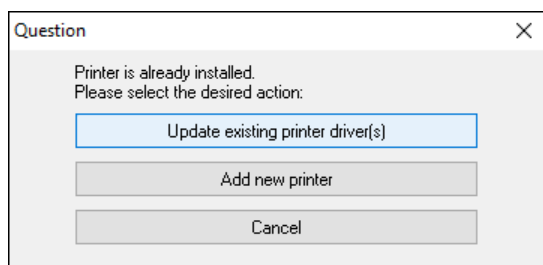 Question
Printer is already installed.
Please select the desired action:
Update existing printer driver(s)
Add new printer
Cancel